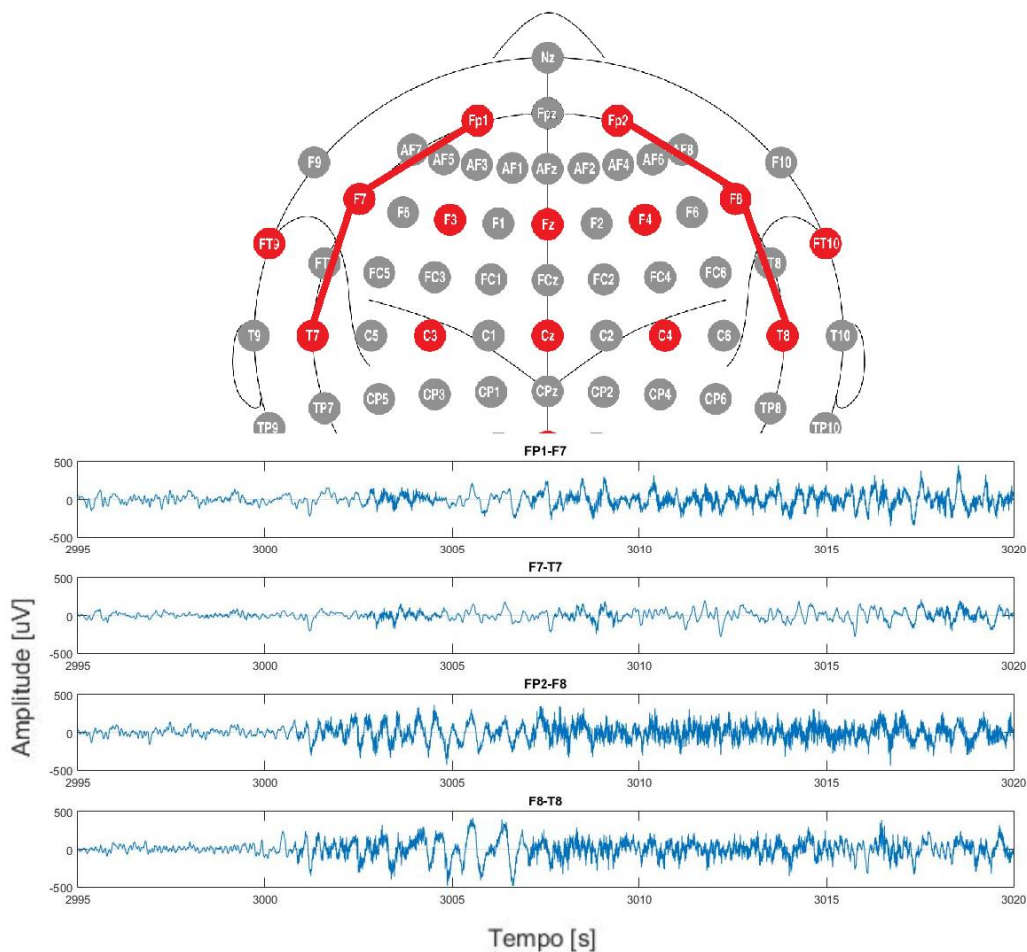 Nz
Fp1 Fpz Fp2
AF7 AF5 AF3 AF1 AFz AF2 AF4 AF6 AF8
F9 F10
F7 F5 F3 F1 Fz F2 F4 F6 F8
FT9 FT FC5 FC3 FC1 FCz FC2 FC4 FC6 T8 FT10
T9 T7 C5 C3 C1 Cz C2 C4 C6 T8 T10
TP9 TP7 CP5 CP3 CP1 CPz CP2 CP4 CP6 TP8 TP10
FP1-F7
500
0
-500
2995 3000 3005 3010 3015 3020
F7-T7
500
0
-500
2995 3000 3005 3010 3015 3020
FP2-F8
500
0
-500
2995 3000 3005 3010 3015 3020
F8-T8
500
0
-500
2995 3000 3005 3010 3015 3020
Amplitude [uV]
Tempo [s]